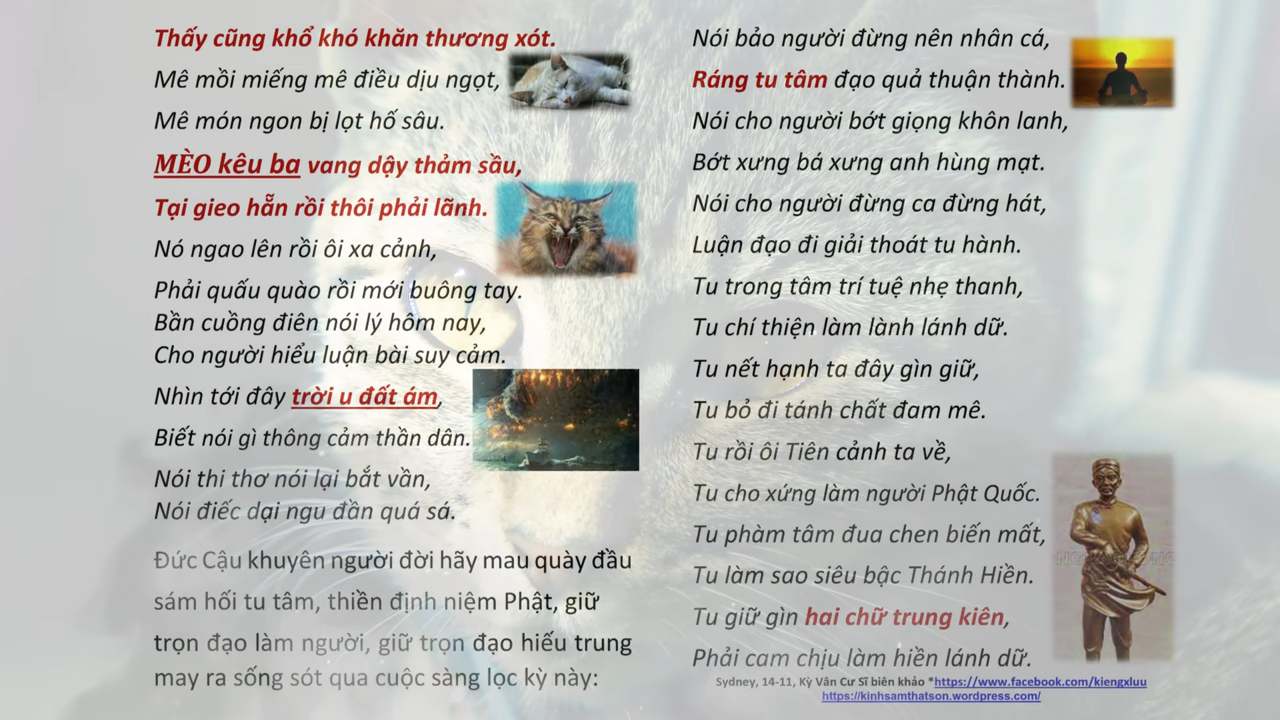 Thấy cũng khổ khó khăn thương xót.
Mê mồi miếng mê điều dịu ngọt,
Mê món ngon bị lọt hố sâu.
MÈO kêu ba vang dậy thảm sầu,
Tại gieo hẵn rồi thôi phải lãnh.
Nó ngao lên rồi ôi xa cảnh,
Phải quấu quào rồi mới buông tay.
Bần cuồng điên nói lý hôm nay,
Cho người hiểu luận bài suy cảm.
Nhìn tới đây trời u đất ám,
Biết nói gì thông cảm thần dân.
Nói thi thơ nói lại bắt vần,
Nói điếc dại ngu đần quá sá.
Đức Cậu khuyên người đời hãy mau quày đầu
sám hối tu tâm, thiền định niệm Phật, giữ
trọn đạo làm người, giữ trọn đạo hiếu trung
may ra sống sót qua cuộc sàng lọc kỳ này:
Nói bảo người đừng nên nhân cá,
Ráng tu tâm đạo quả thuận thành.
Nói cho người bớt giọng khôn lanh,
Bớt xưng bá xưng anh hùng mạt.
Nói cho người đừng ca đừng hát,
Luận đạo đi giải thoát tu hành.
Tu trong tâm trí tuệ nhẹ thanh,
Tu chí thiện làm lành lánh dữ.
Tu nết hạnh ta đây gìn giữ,
Tu bỏ đi tánh chất đam mê.
Tu rồi ôi Tiên cảnh ta về,
Tu cho xứng làm người Phật Quốc.
Tu phàm tâm đua chen biến mất,
Tu làm sao siêu bậc Thánh Hiền.
Tu giữ gìn hai chữ trung kiên,
Phải cam chịu làm hiền lánh dữ.
Sydney, 14-11, Kỳ Vân Cư Sĩ biên khảo *https://www.facebook.com/kiengxluu
https://kinhsamthatson.wordpress.com/